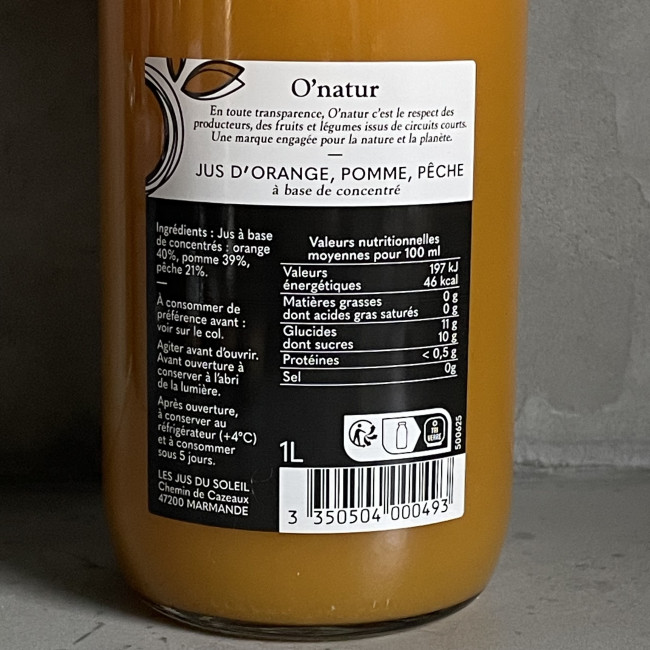 O'natur
En toute transparence, O'natur c'est le respect des
producteurs, des fruits et légumes issus de circuits courts.
Une marque engagée pour la nature et la planète.
JUS D'ORANGE, POMME, PÊCHE
à base de concentré
Ingrédients : Jus à base
de concentrés : orange
40%, pomme 39%,
pêche 21%.
À consommer de
préférence avant :
voir sur le col.
Agiter avant d'ouvrir.
Avant ouverture à
conserver à l'abri
de la lumière.
Après ouverture,
à conserver au
réfrigérateur (+4°C)
et à consommer
sous 5 jours.
LES JUS DU SOLEIL
Chemin de Cazeaux
47200 MARMANDE
Valeurs nutritionnelles
moyennes pour 100 ml
Valeurs 197 kJ
énergétiques 46 kcal
Matières grasses 0 g
dont acides gras saturés 0 g
Glucides 11 g
dont sucres 10 g
Protéines < 0,5 g
Sel 0g
TRI
VERRE
500625
1L
3 350504 000493